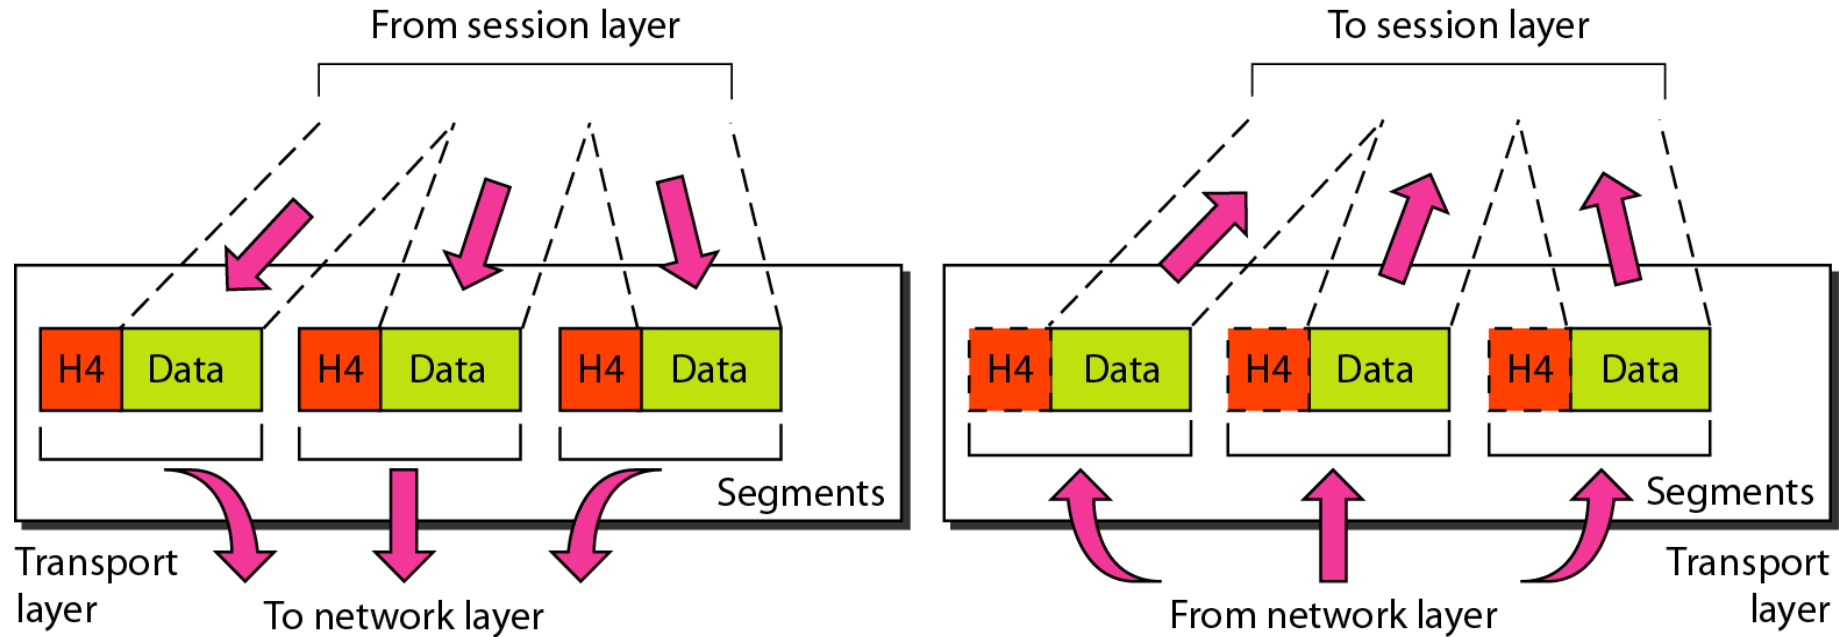 From session layer
H4 Data H4 Data H4 Data
Segments
Transport
layer
To network layer
To session layer
H4 Data H4 Data H4 Data
Segments
From network layer
Transport
layer